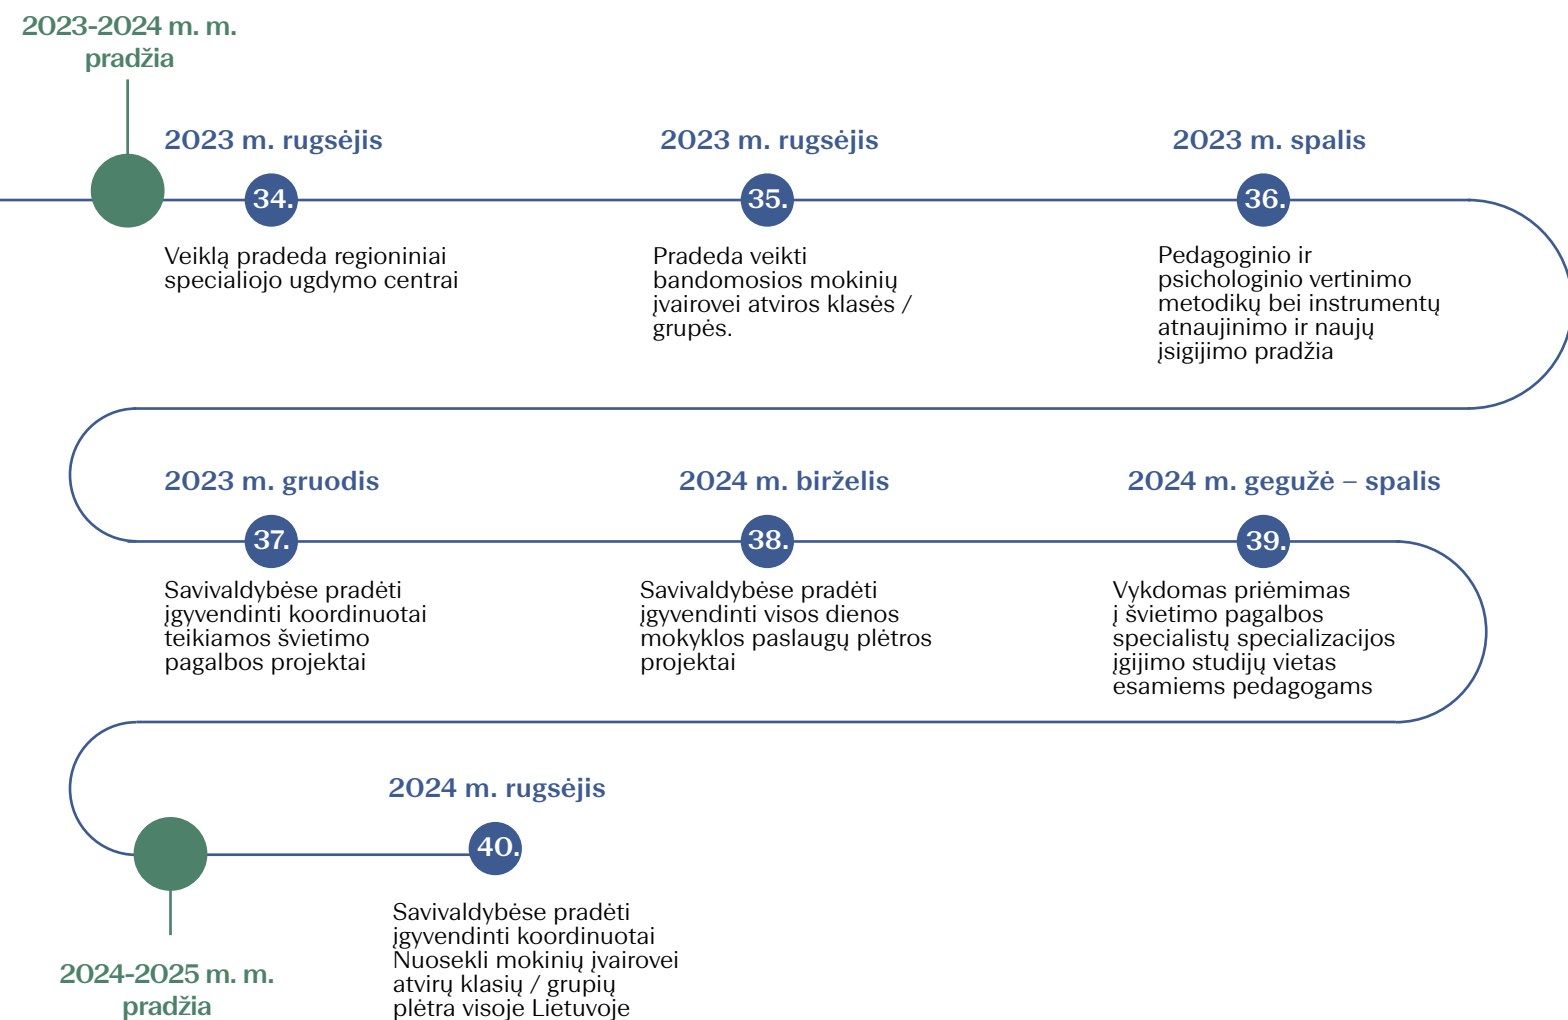 2023-2024 m. m.
pradžia
2023 m. rugsėjis
34.
Veiklą pradeda regioniniai
specialiojo ugdymo centrai
2023 m. rugsėjis
35.
Pradeda veikti
bandomosios mokinių
įvairovei atviros klasės /
grupės.
2023 m. spalis
36.
Pedagoginio ir
psichologinio vertinimo
metodikų bei instrumentų
atnaujinimo ir naujų
įsigijimo pradžia
2023 m. gruodis
37.
Savivaldybėse pradėti
įgyvendinti koordinuotai
teikiamos švietimo
pagalbos projektai
2024 m. birželis
38.
Savivaldybėse pradėti
įgyvendinti visos dienos
mokyklos paslaugų plėtros
projektai
2024 m. gegužė – spalis
39.
Vykdomas priėmimas
į švietimo pagalbos
specialistų specializacijos
įgijimo studijų vietas
esamiems pedagogams
2024-2025 m. m.
pradžia
2024 m. rugsėjis
40.
Savivaldybėse pradėti
įgyvendinti koordinuotai
Nuosekli mokinių įvairovei
atvirų klasių / grupių
plėtra visoje Lietuvoje